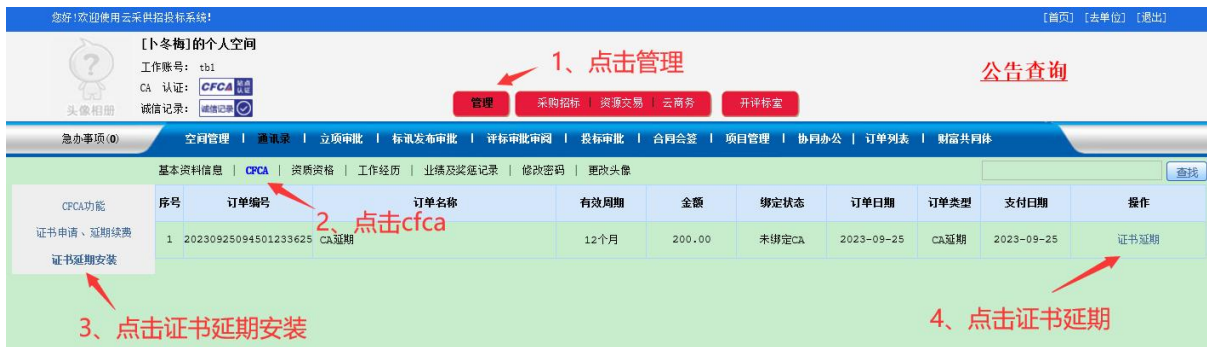 您好!欢迎使用云采供招投标系统! [首页] [去单位] [退出]
[卜冬梅]的个人空间
工作账号: tb1
CA 认证: CFCA 站点认证
诚信记录: 诚信记录
头像相册
1、点击管理
公告查询
管理 采购招标 | 资源交易 | 云商务 开评标室
急办事项(0) 空间管理 | 通讯录 | 立项审批 | 标讯发布审批 | 评标审批审阅 | 投标审批 | 合同会签 | 项目管理 | 协同办公 | 订单列表 | 财富共同体
基本资料信息 | CFCA | 资质资格 | 工作经历 | 业绩及奖惩记录 | 修改密码 | 更改头像 查找
CFCA功能
证书申请、延期续费
证书延期安装
序号 订单编号 订单名称 有效周期 金额 绑定状态 订单日期 订单类型 支付日期 操作
2、点击cfca
1 20230925094501233625 CA延期 12个月 200.00 未绑定CA 2023-09-25 CA延期 2023-09-25 证书延期
3、点击证书延期安装
4、点击证书延期